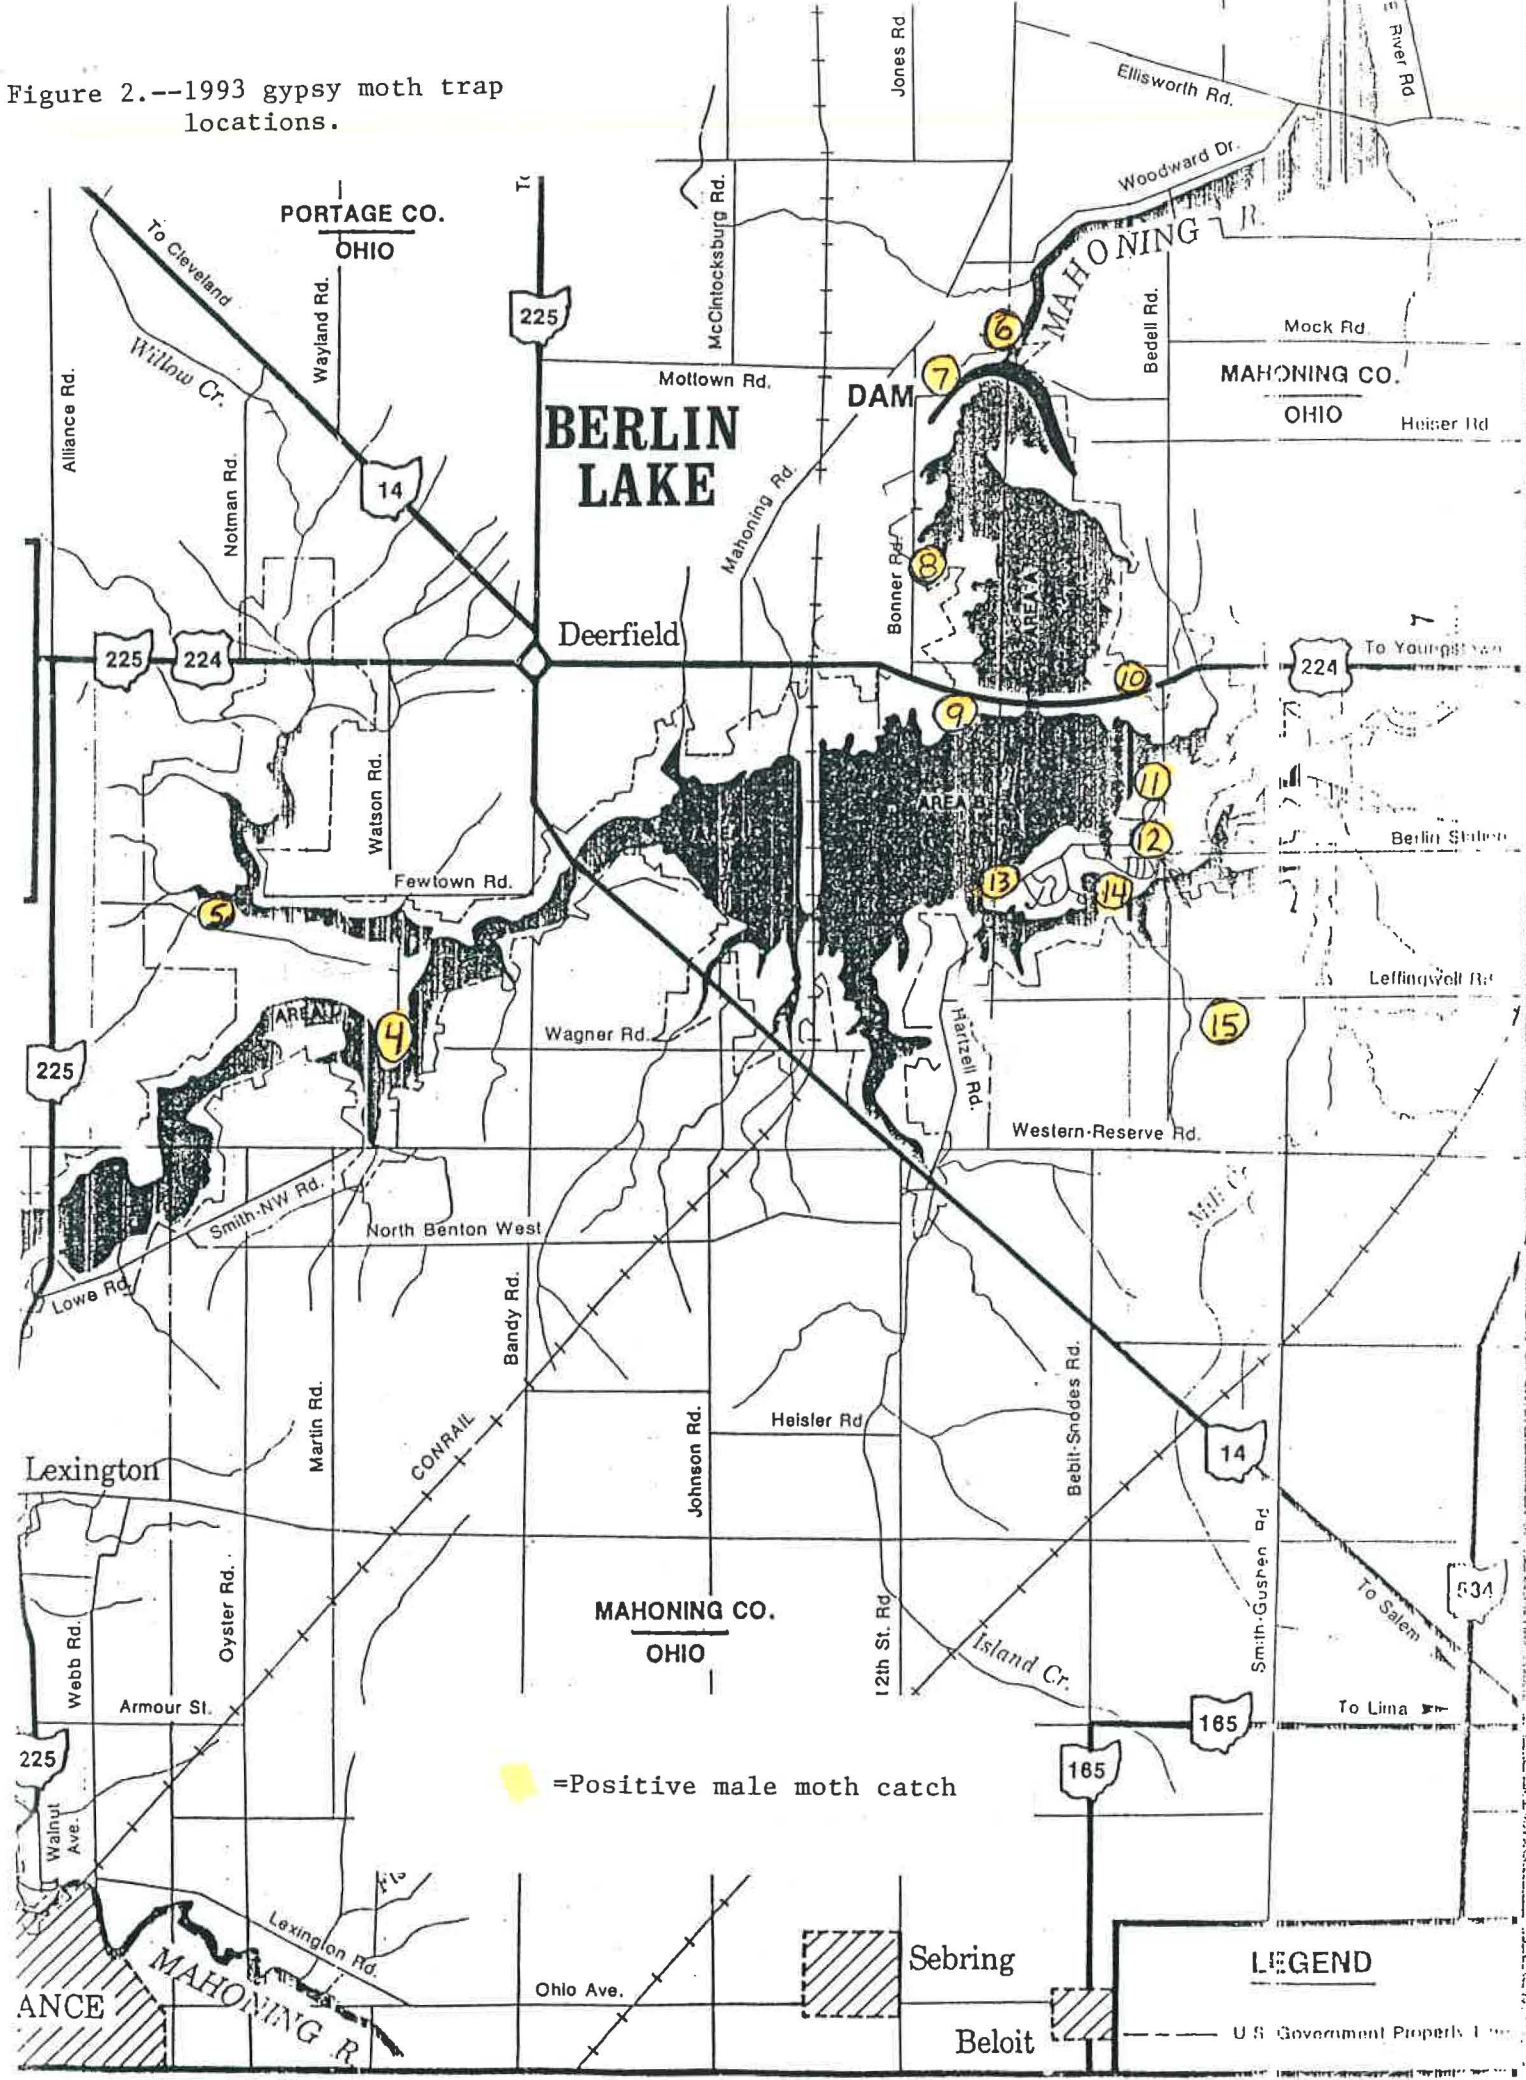 Figure 2.--1993 gypsy moth trap
locations.
Jones Rd
River Rd.
Ellisworth Rd.
Woodward Dr.
MAHONING R.
PORTAGE CO.
OHIO
To Cleveland
Wayland Rd.
225
McClintocksburg Rd.
Willow Cr.
Alliance Rd.
Notman Rd.
14
Mottown Rd.
BERLIN
LAKE
DAM
6
7
Bedell Rd.
Mock Rd.
MAHONING CO.
OHIO
Heiser Rd
Mahoning Rd.
Bonner Rd.
8
AREA A
Deerfield
225
224
224
To Youngstown
10
9
Watson Rd.
AREA B
11
12
Berlin Station
Fewtown Rd.
13
14
5
AREA D
4
Wagner Rd.
Hartzell Rd.
Leffingwell Rd
15
225
Western-Reserve Rd.
Smith-NW Rd.
North Benton West
Lowe Rd.
Mill Cr
Bandy Rd.
Bebit-Snodes Rd.
Martin Rd.
CONRAIL
Johnson Rd.
Heisler Rd
14
Lexington
Oyster Rd.
Webb Rd.
Armour St.
MAHONING CO.
OHIO
12th St. Rd
Island Cr.
Smith-Gushen Rd
To Salem
534
To Lima
165
165
225
Walnut
Ave.
=Positive male moth catch
Lexington Rd.
MAHONING R
ANCE
Ohio Ave.
Sebring
Beloit
LEGEND
U.S. Government Property